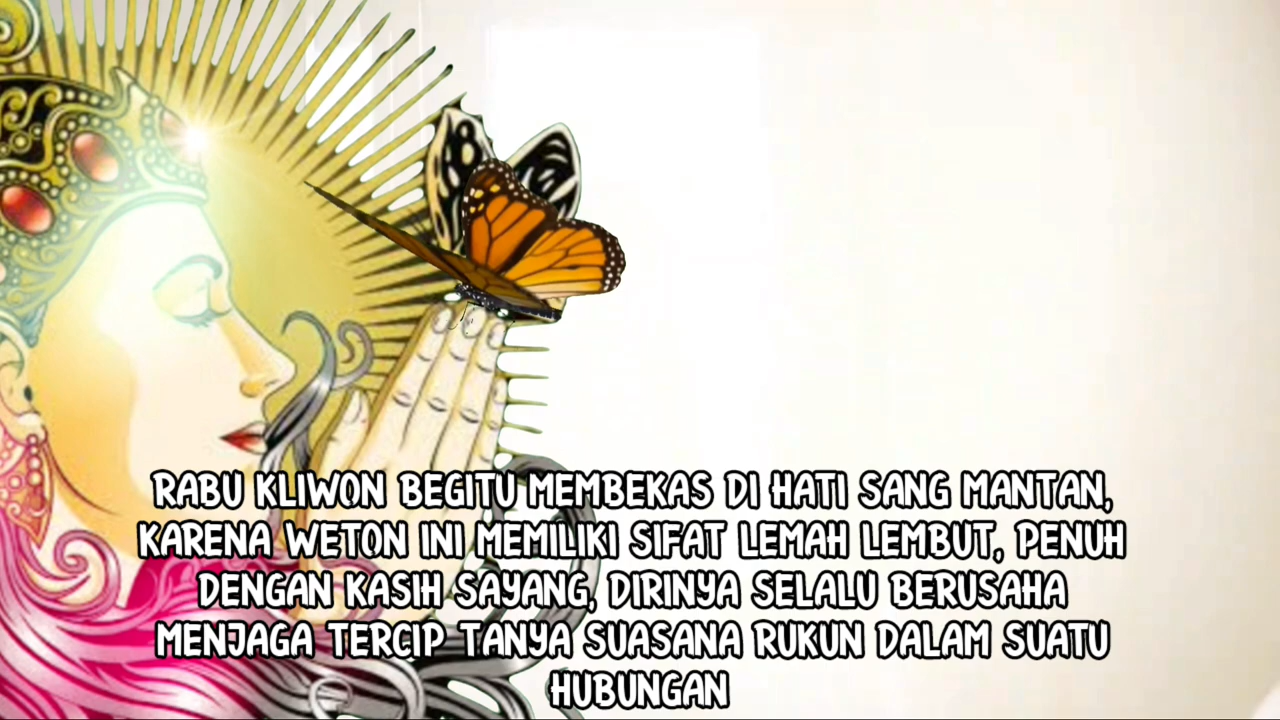 RABU KLIWON BEGITU MEMBEKAS DI HATI SANG MANTAN,
KARENA WETON INI MEMILIKI SIFAT LEMAH LEMBUT, PENUH
DENGAN KASIH SAYANG, DIRINYA SELALU BERUSAHA
MENJAGA TERCIP TANYA SUASANA RUKUN DALAM SUATU
HUBUNGAN